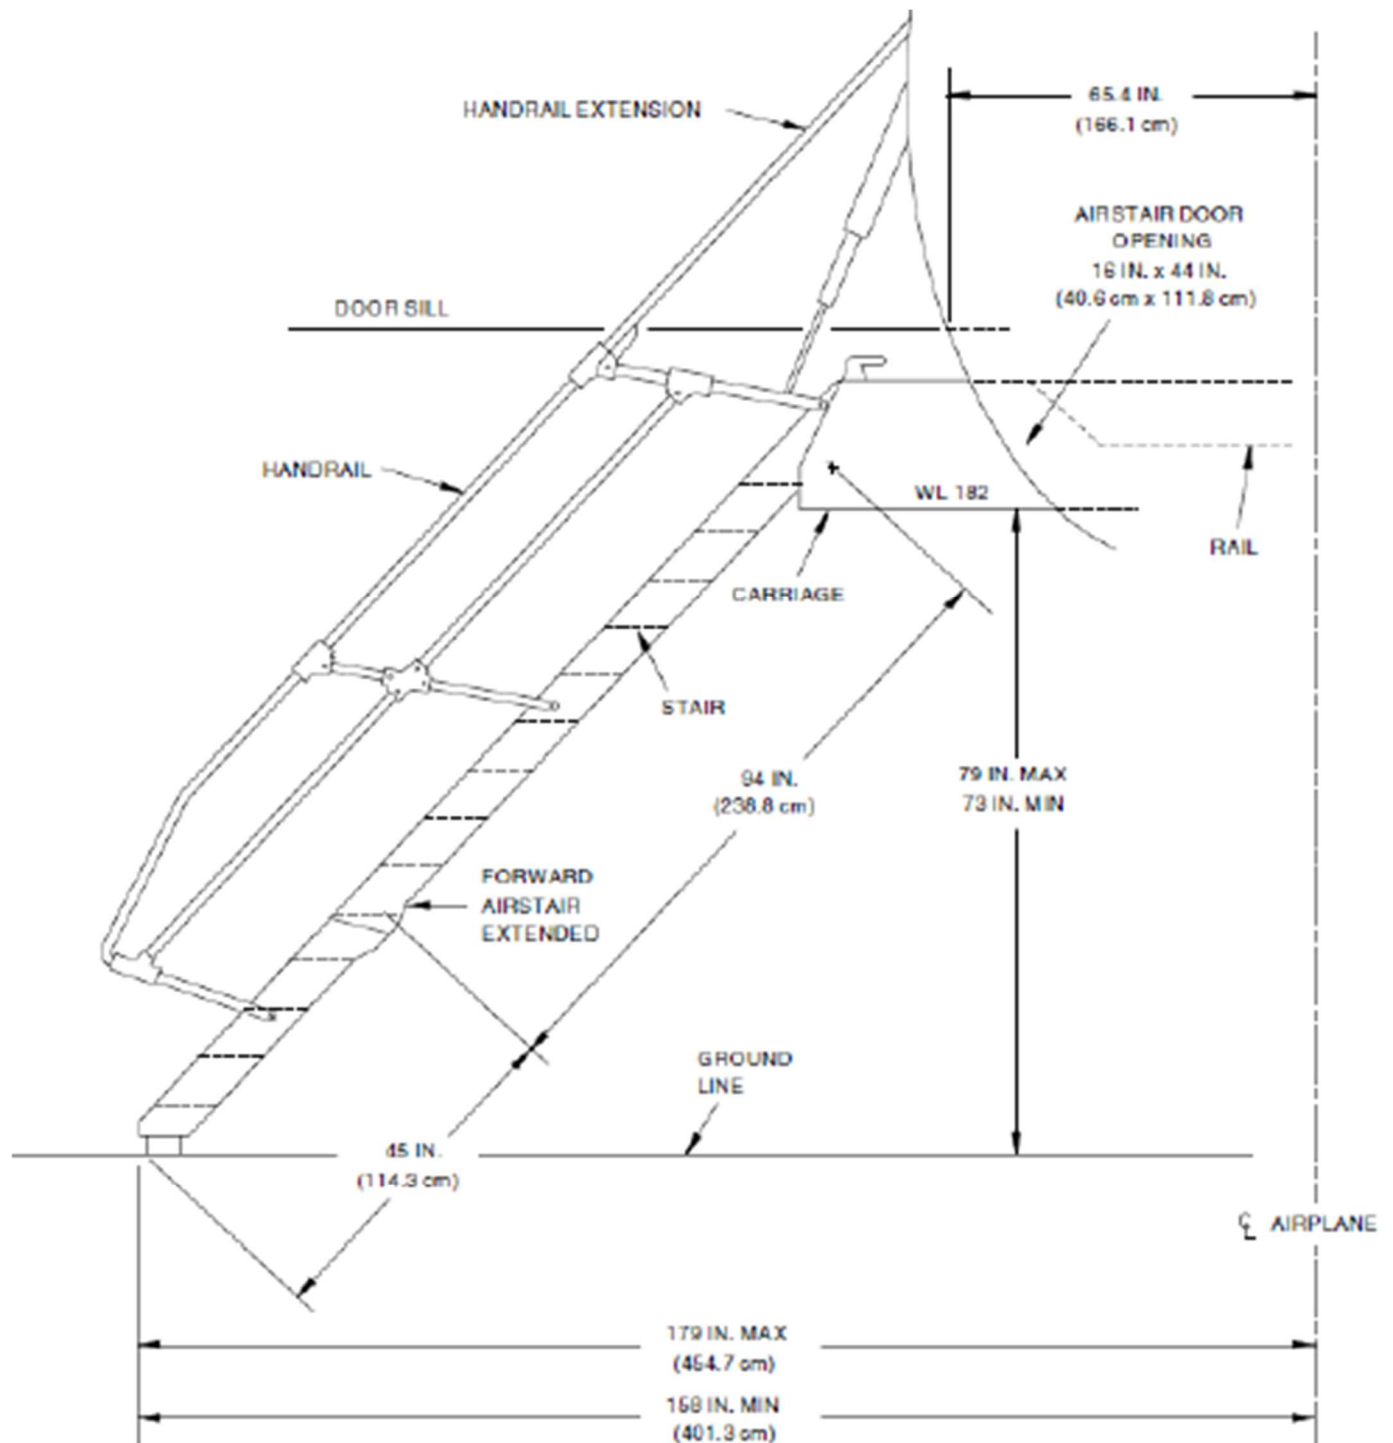 HANDRAIL EXTENSION
65.4 IN.
(166.1 cm)
AIRSTAIR DOOR
OPENING
16 IN. x 44 IN.
(40.6 cm x 111.8 cm)
DOOR SILL
HANDRAIL
WL 182
RAIL
CARRIAGE
STAIR
94 IN.
(238.8 cm)
79 IN. MAX
73 IN. MIN
FORWARD
AIRSTAIR
EXTENDED
GROUND
LINE
45 IN.
(114.3 cm)
℄ AIRPLANE
179 IN. MAX
(454.7 cm)
158 IN. MIN
(401.3 cm)